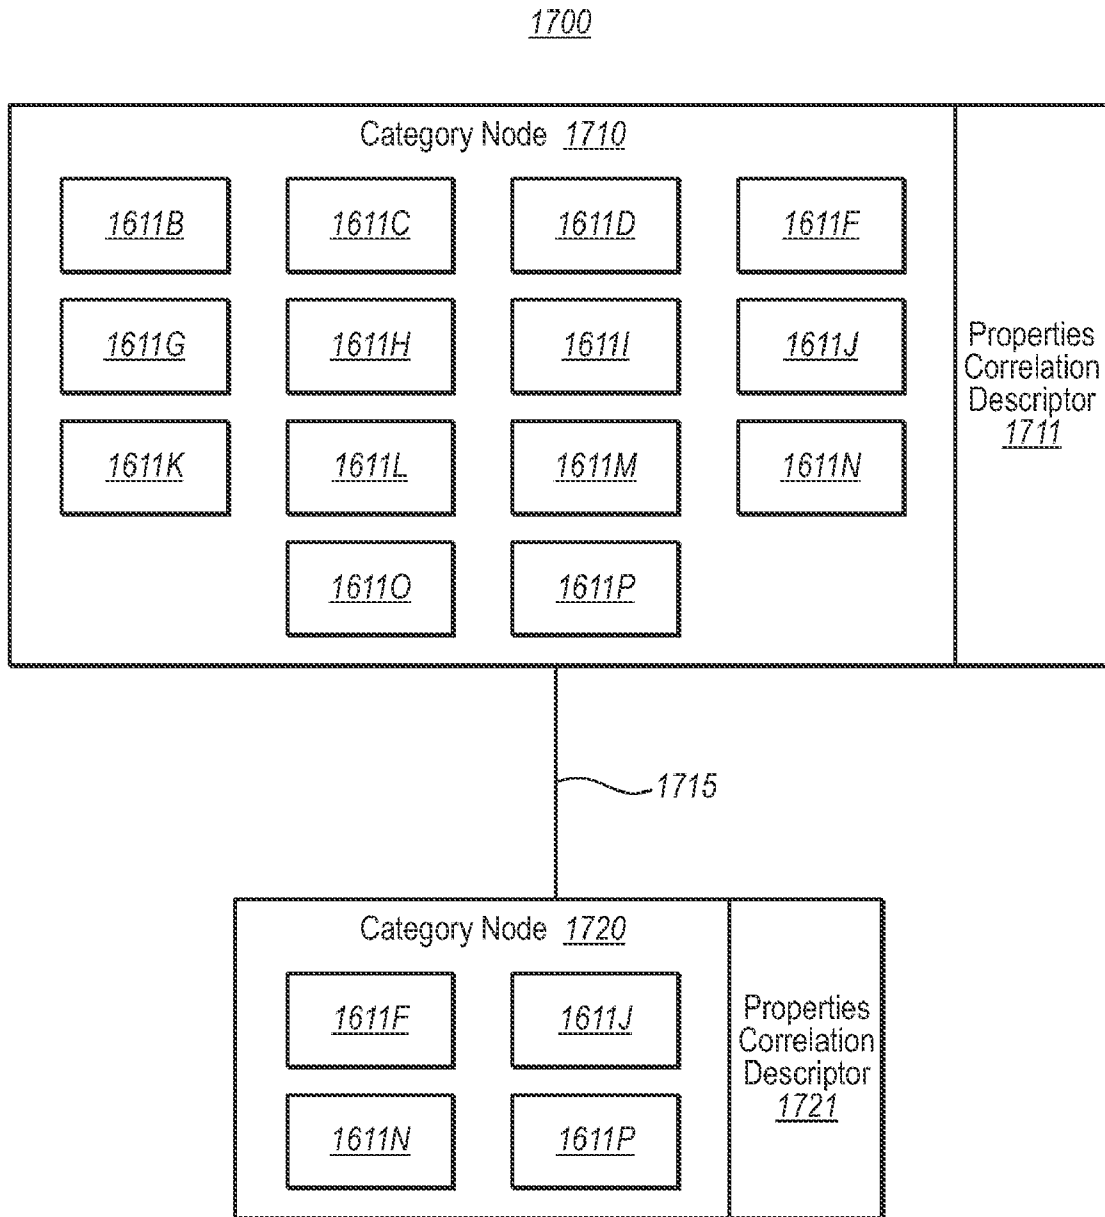 1700
Category Node 1710
1611B 1611C 1611D 1611F
1611G 1611H 1611I 1611J
1611K 1611L 1611M 1611N
1611O 1611P
Properties
Correlation
Descriptor
1711
1715
Category Node 1720
1611F 1611J
1611N 1611P
Properties
Correlation
Descriptor
1721